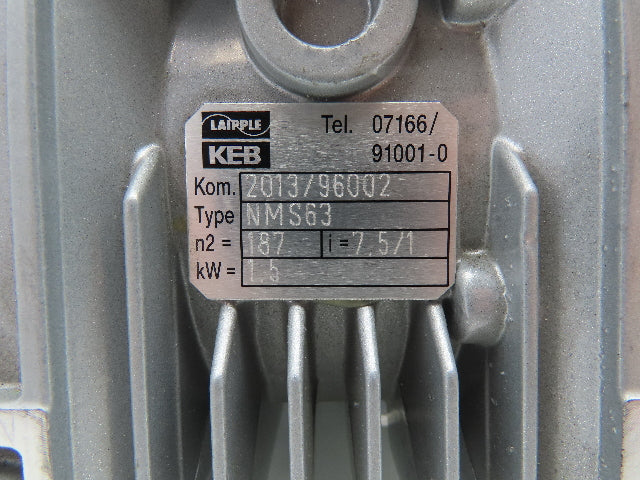 LAIPPLE Tel. 07166/
KEB 91001-0
Kom. 2013/96002
Type NMS63
n2 = 187 i = 7,5/1
kW = 1,5